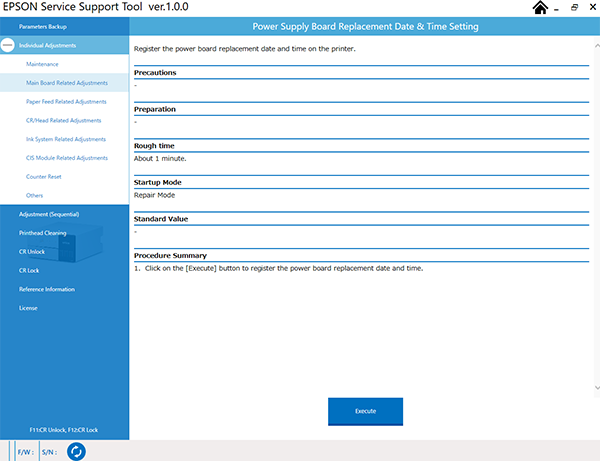 EPSON Service Support Tool ver.1.0.0
Parameters Backup
Individual Adjustments
Maintenance
Main Board Related Adjustments
Paper Feed Related Adjustments
CR/Head Related Adjustments
Ink System Related Adjustments
CIS Module Related Adjustments
Counter Reset
Others
Adjustment (Sequential)
Printhead Cleaning
CR Unlock
CR Lock
Reference Information
License
F11:CR Unlock, F12:CR Lock
Power Supply Board Replacement Date & Time Setting
Register the power board replacement date and time on the printer.
Precautions
-
Preparation
-
Rough time
About 1 minute.
Startup Mode
Repair Mode
Standard Value
-
Procedure Summary
1. Click on the [Execute] button to register the power board replacement date and time.
Execute
F/W : S/N :